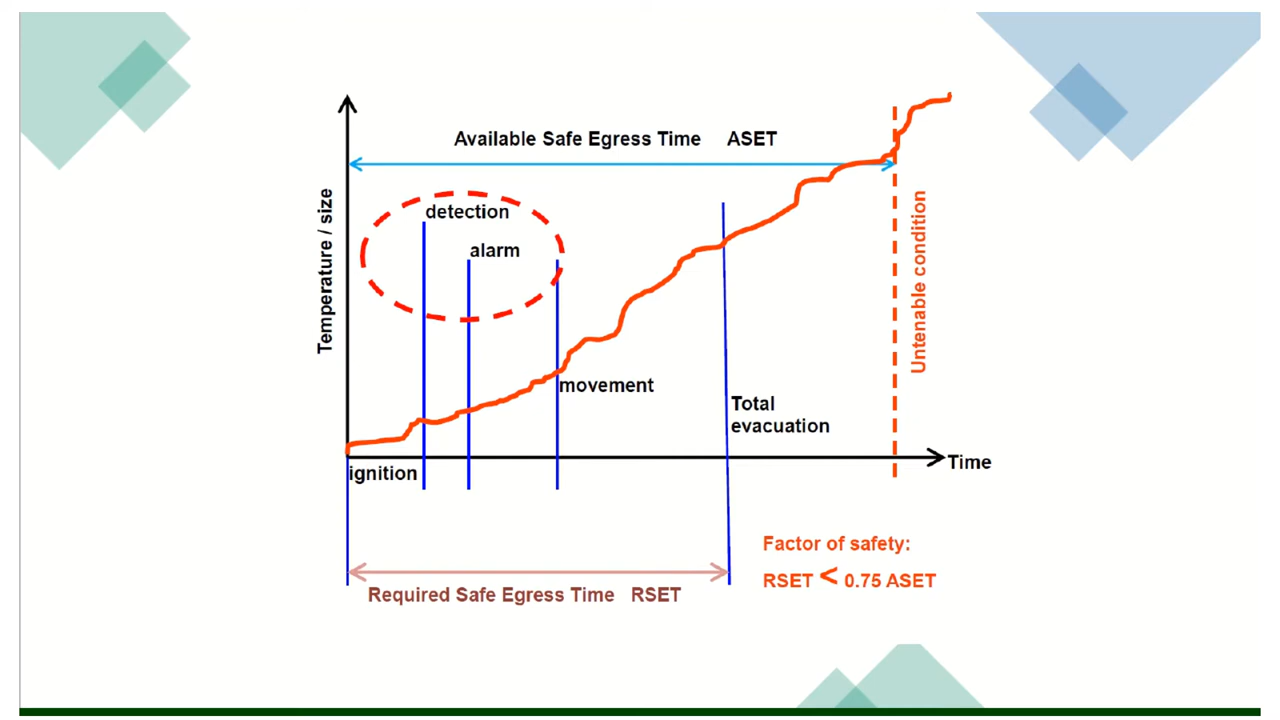 Available Safe Egress Time ASET
Temperature / size
detection
alarm
movement
Total
evacuation
Untenable condition
Time
ignition
Factor of safety:
RSET < 0.75 ASET
Required Safe Egress Time RSET